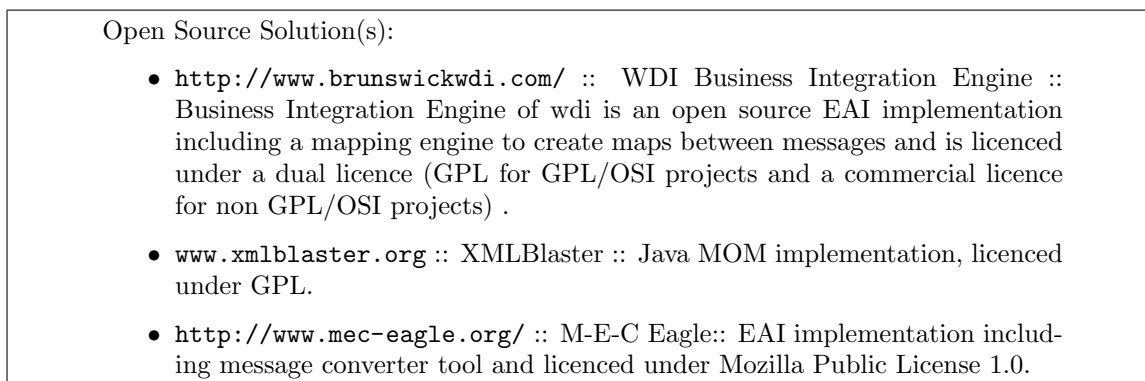 Open Source Solution(s):
• http://www.brunswickwdi.com/ :: WDI Business Integration Engine ::
Business Integration Engine of wdi is an open source EAI implementation
including a mapping engine to create maps between messages and is licenced
under a dual licence (GPL for GPL/OSI projects and a commercial licence
for non GPL/OSI projects) .
• www.xmlblaster.org :: XMLBlaster :: Java MOM implementation, licenced
under GPL.
• http://www.mec-eagle.org/ :: M-E-C Eagle:: EAI implementation includ-
ing message converter tool and licenced under Mozilla Public License 1.0.